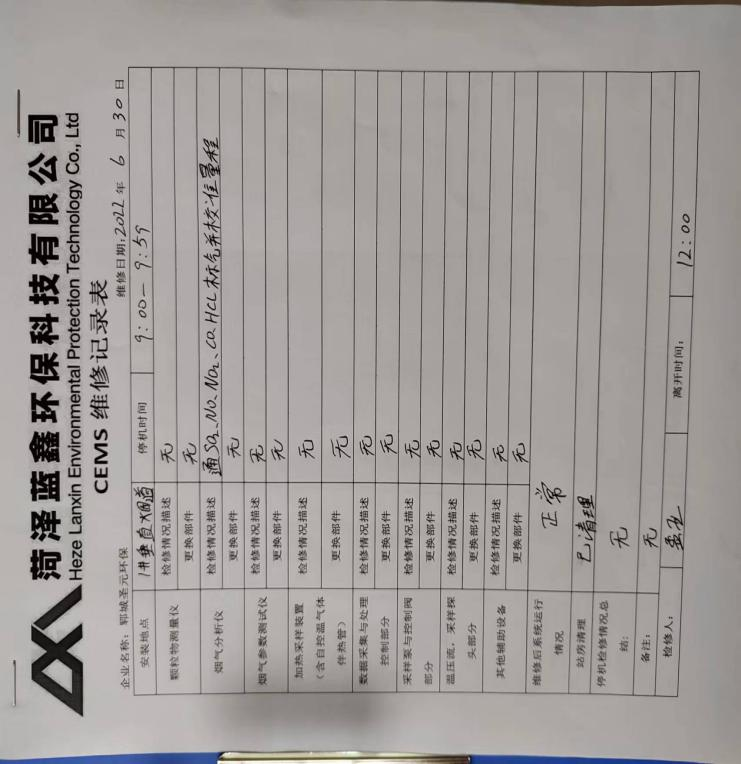 菏泽蓝鑫环保科技有限公司
Heze Lanxin Environmental Protection Technology Co., Ltd
CEMS 维修记录表
企业名称：郓城圣元环保 维修日期：2022 年 6 月 30 日
安装地点 1#垂直烟道 停机时间 9：00—9：59
颗粒物测量仪 检修情况描述 无
更换部件 无
烟气分析仪 检修情况描述 通SO₂、NO、NO₂、CO、HCL标气并校准量程
更换部件 无
烟气参数测试仪 检修情况描述 无
更换部件 无
加热采样装置 检修情况描述 无
（含自控温气体
伴热管） 更换部件 无
数据采集与处理 检修情况描述 无
控制部分 更换部件 无
采样泵与控制阀 检修情况描述 无
部分 更换部件 无
温压流、采样探 检修情况描述 无
头部分 更换部件 无
其他辅助设备 检修情况描述 无
更换部件 无
维修后系统运行
情况 正常
站房清理 已清理
停机检修情况总
结： 无
备注： 无
检修人： 离开时间： 12：00